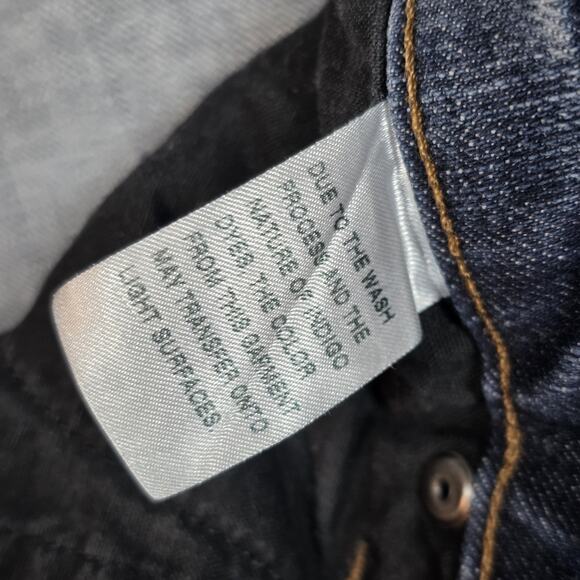 DUE TO THE WASH
PROCESS AND THE
NATURE OF INDIGO
DYES, THE COLOR
FROM THIS GARMENT
MAY TRANSFER ONTO
LIGHT SURFACES